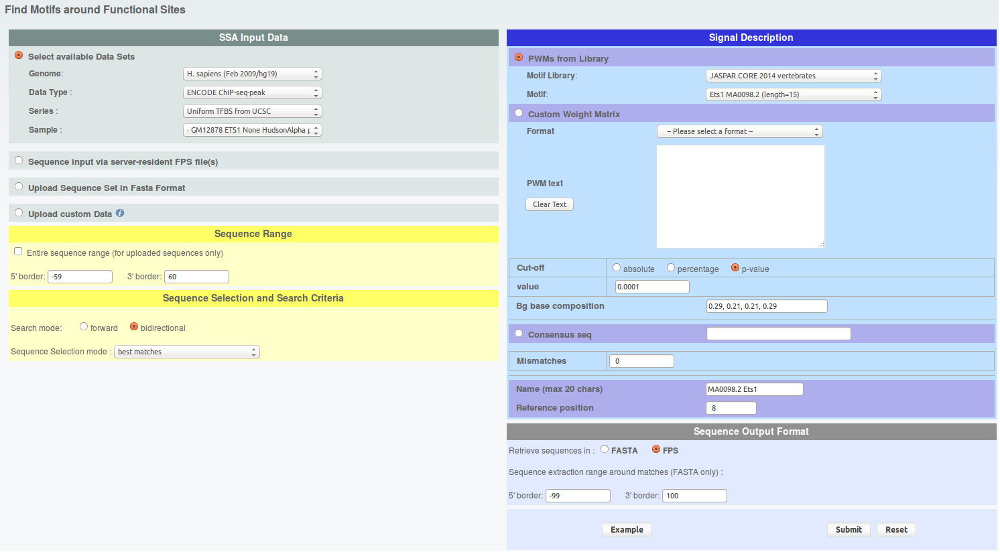 Find Motifs around Functional Sites
SSA Input Data
Select available Data Sets
Genome: H. sapiens (Feb 2009/hg19)
Data Type : ENCODE ChIP-seq-peak
Series : Uniform TFBS from UCSC
Sample : · GM12878 ETS1 None HudsonAlpha p
Sequence input via server-resident FPS file(s)
Upload Sequence Set in Fasta Format
Upload custom Data i
Sequence Range
Entire sequence range (for uploaded sequences only)
5' border: -59 3' border: 60
Sequence Selection and Search Criteria
Search mode: forward bidirectional
Sequence Selection mode : best matches
Signal Description
PWMs from Library
Motif Library: JASPAR CORE 2014 vertebrates
Motif: Ets1 MA0098.2 (length=15)
Custom Weight Matrix
Format -- Please select a format --
PWM text
Clear Text
Cut-off absolute percentage p-value
value 0.0001
Bg base composition 0.29, 0.21, 0.21, 0.29
Consensus seq
Mismatches 0
Name (max 20 chars) MA0098.2 Ets1
Reference position 8
Sequence Output Format
Retrieve sequences in : FASTA FPS
Sequence extraction range around matches (FASTA only) :
5' border: -99 3' border: 100
Example Submit Reset